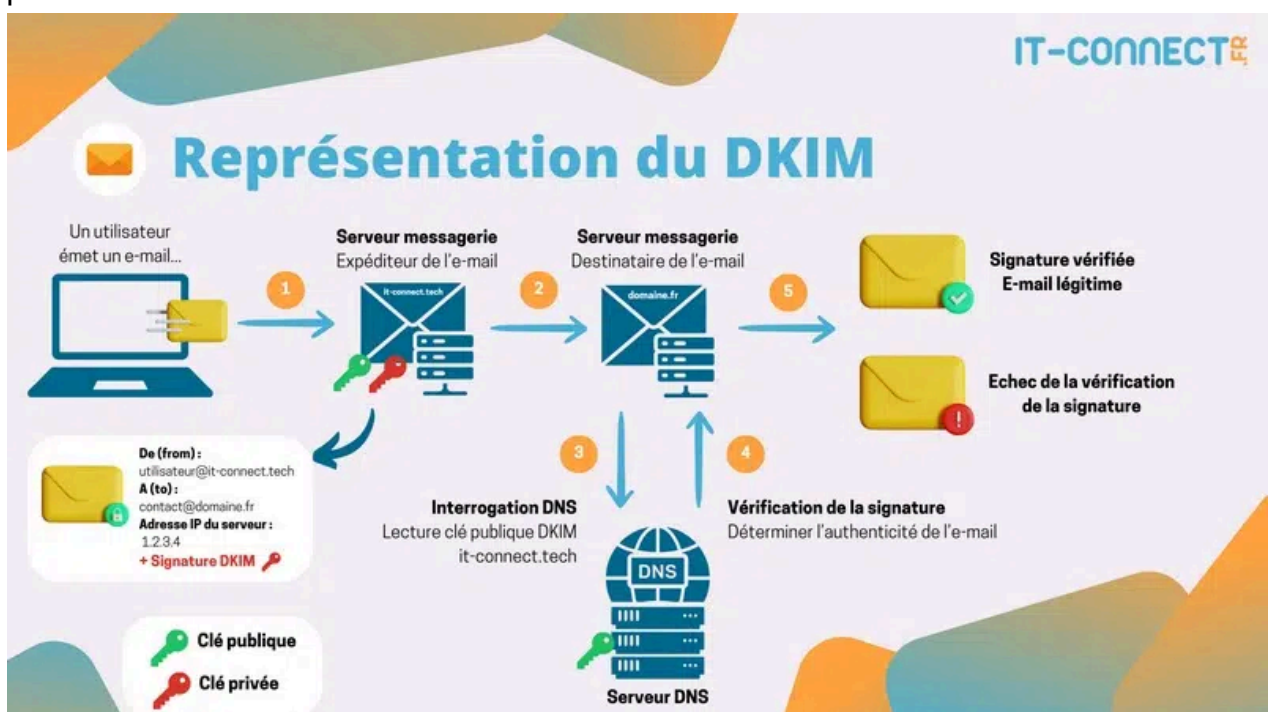 IT-CONNECT.FR
Représentation du DKIM
Un utilisateur
émet un e-mail...
1
Serveur messagerie
Expéditeur de l'e-mail
it-connect.tech
2
Serveur messagerie
Destinataire de l'e-mail
domaine.fr
5
Signature vérifiée
E-mail légitime
Echec de la vérification
de la signature
De (from) :
utilisateur@it-connect.tech
A (to) :
contact@domaine.fr
Adresse IP du serveur :
1.2.3.4
+ Signature DKIM
3
Interrogation DNS
Lecture clé publique DKIM
it-connect.tech
4
Vérification de la signature
Déterminer l'authenticité de l'e-mail
DNS
Serveur DNS
Clé publique
Clé privée